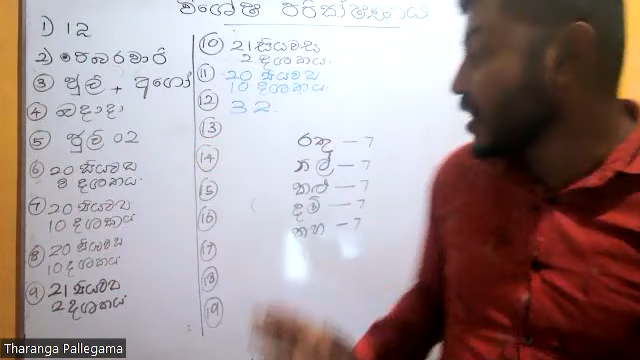 විශේෂ පරීක්ෂණය
1) 12
2) පෙබරවාරි
3 ජූලි + අගෝ
4 බදාදා
5 ජූලි 02
6 20 සියවස
8 දශකය.
7 20 සියවස
10 දශකය
8 20 සියවස
10 දශකය
9 21 සියවස
2 දශකය
10 21 සියවස
2 දශකය.
11 20 සියවස
10 දශකය.
12 32.
13
14
15
16
17
18
19
රතු – 7
නිල් – 7
කළු – 7
දම් – 7
කහ – 7
Tharanga Pallegama